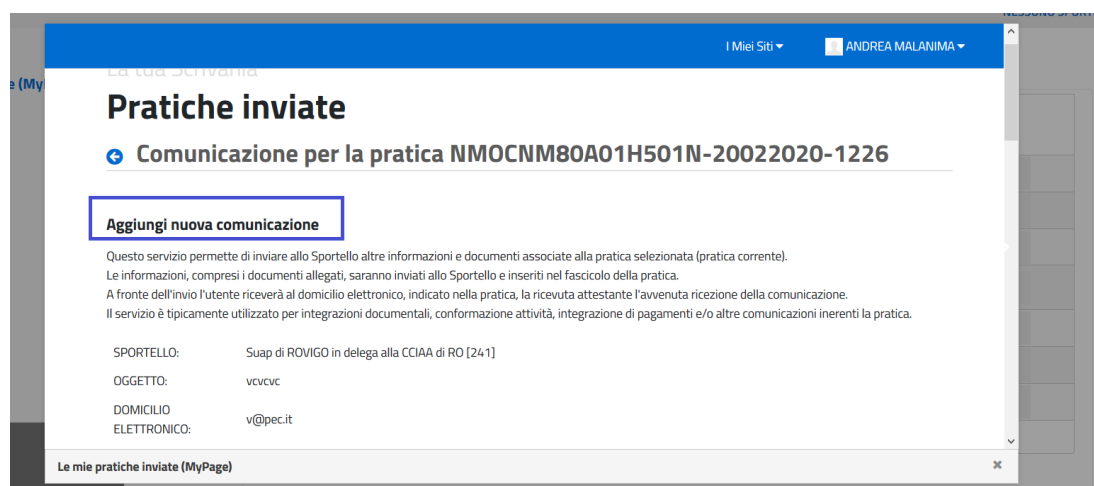 I Miei Siti
ANDREA MALANIMA
e (My
La tua Scrivania
Pratiche inviate
Comunicazione per la pratica NMOCNM80A01H501N-20022020-1226
Aggiungi nuova comunicazione
Questo servizio permette di inviare allo Sportello altre informazioni e documenti associate alla pratica selezionata (pratica corrente).
Le informazioni, compresi i documenti allegati, saranno inviati allo Sportello e inseriti nel fascicolo della pratica.
A fronte dell'invio l'utente riceverà al domicilio elettronico, indicato nella pratica, la ricevuta attestante l'avvenuta ricezione della comunicazione.
Il servizio è tipicamente utilizzato per integrazioni documentali, conformazione attività, integrazione di pagamenti e/o altre comunicazioni inerenti la pratica.
SPORTELLO: Suap di ROVIGO in delega alla CCIAA di RO [241]
OGGETTO: vcvcvc
DOMICILIO
ELETTRONICO: v@pec.it
Le mie pratiche inviate (MyPage)